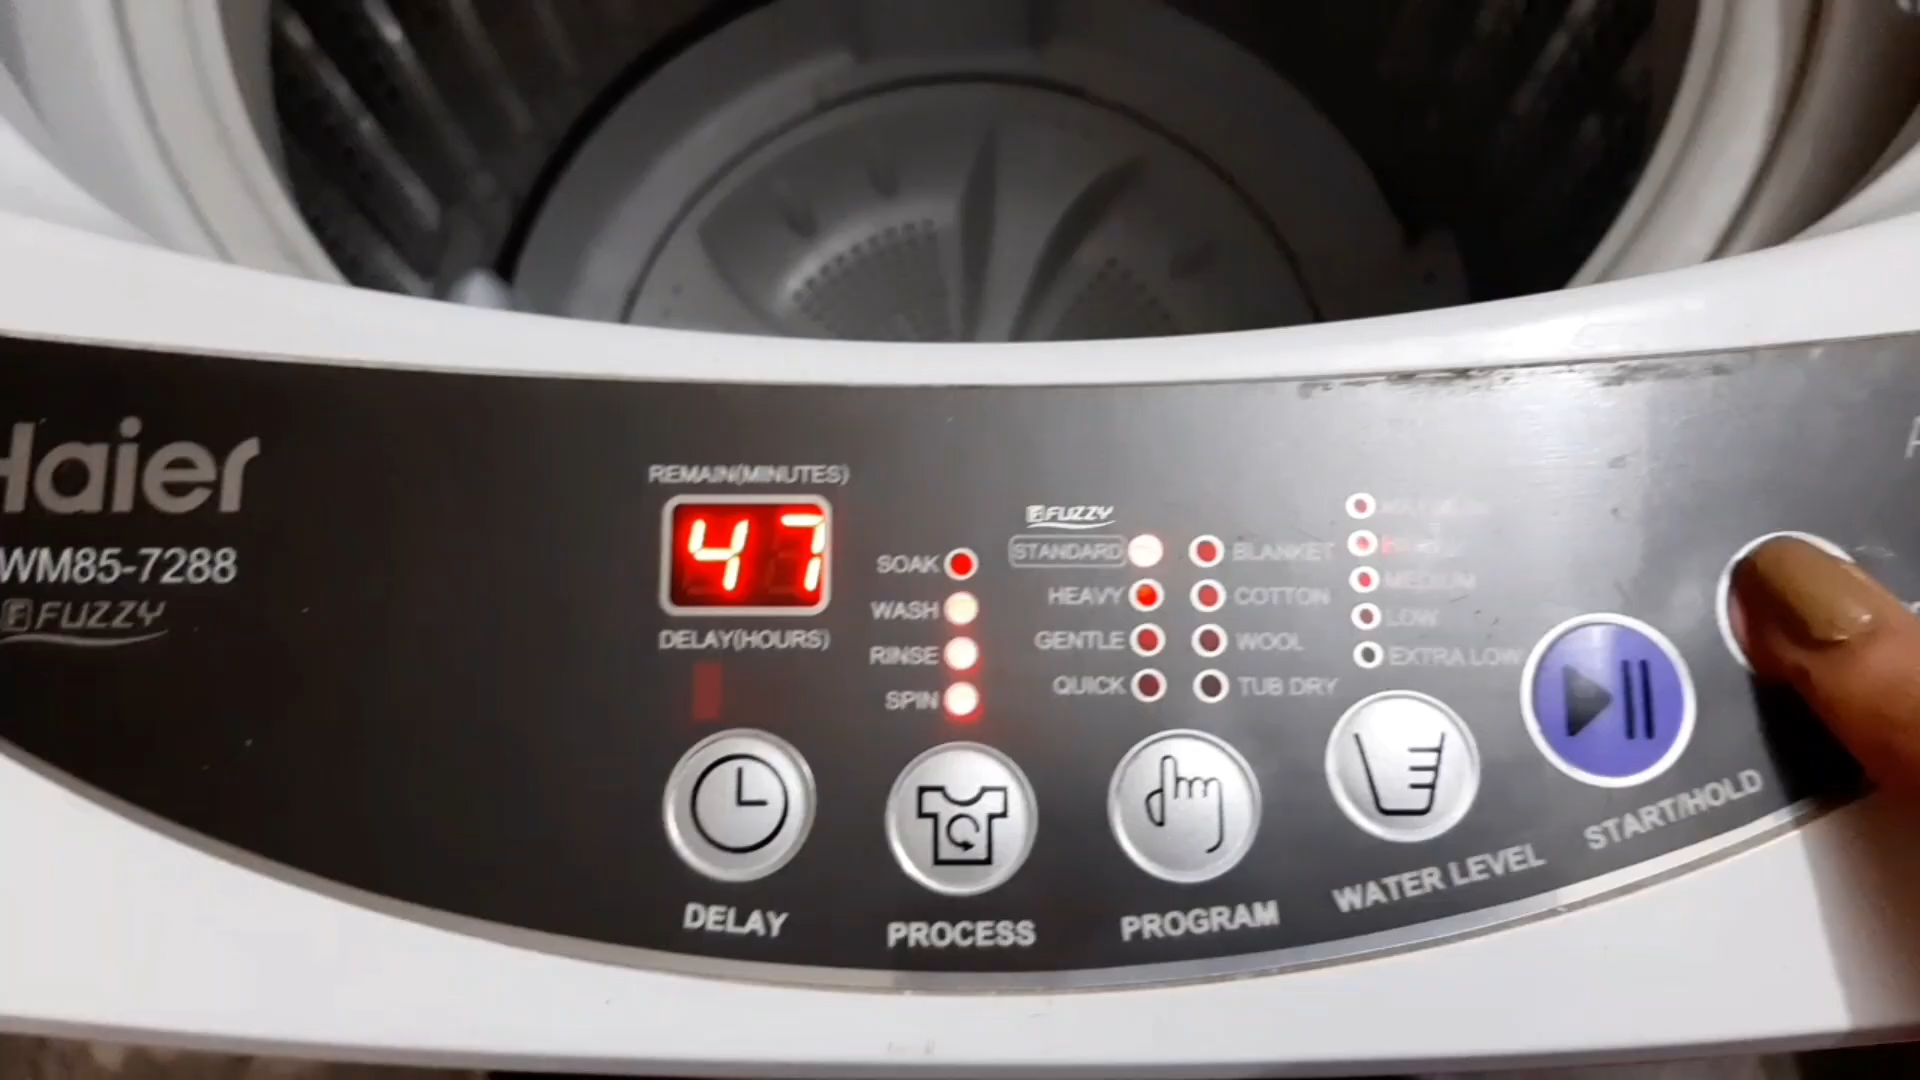 Haier
WM85-7288
FUZZY
REMAIN(MINUTES)
47
DELAY(HOURS)
SOAK
WASH
RINSE
SPIN
FUZZY
STANDARD
HEAVY
GENTLE
QUICK
BLANKET
COTTON
WOOL
TUB DRY
MEDIUM
LOW
EXTRA LOW
DELAY
PROCESS
PROGRAM
WATER LEVEL
START/HOLD